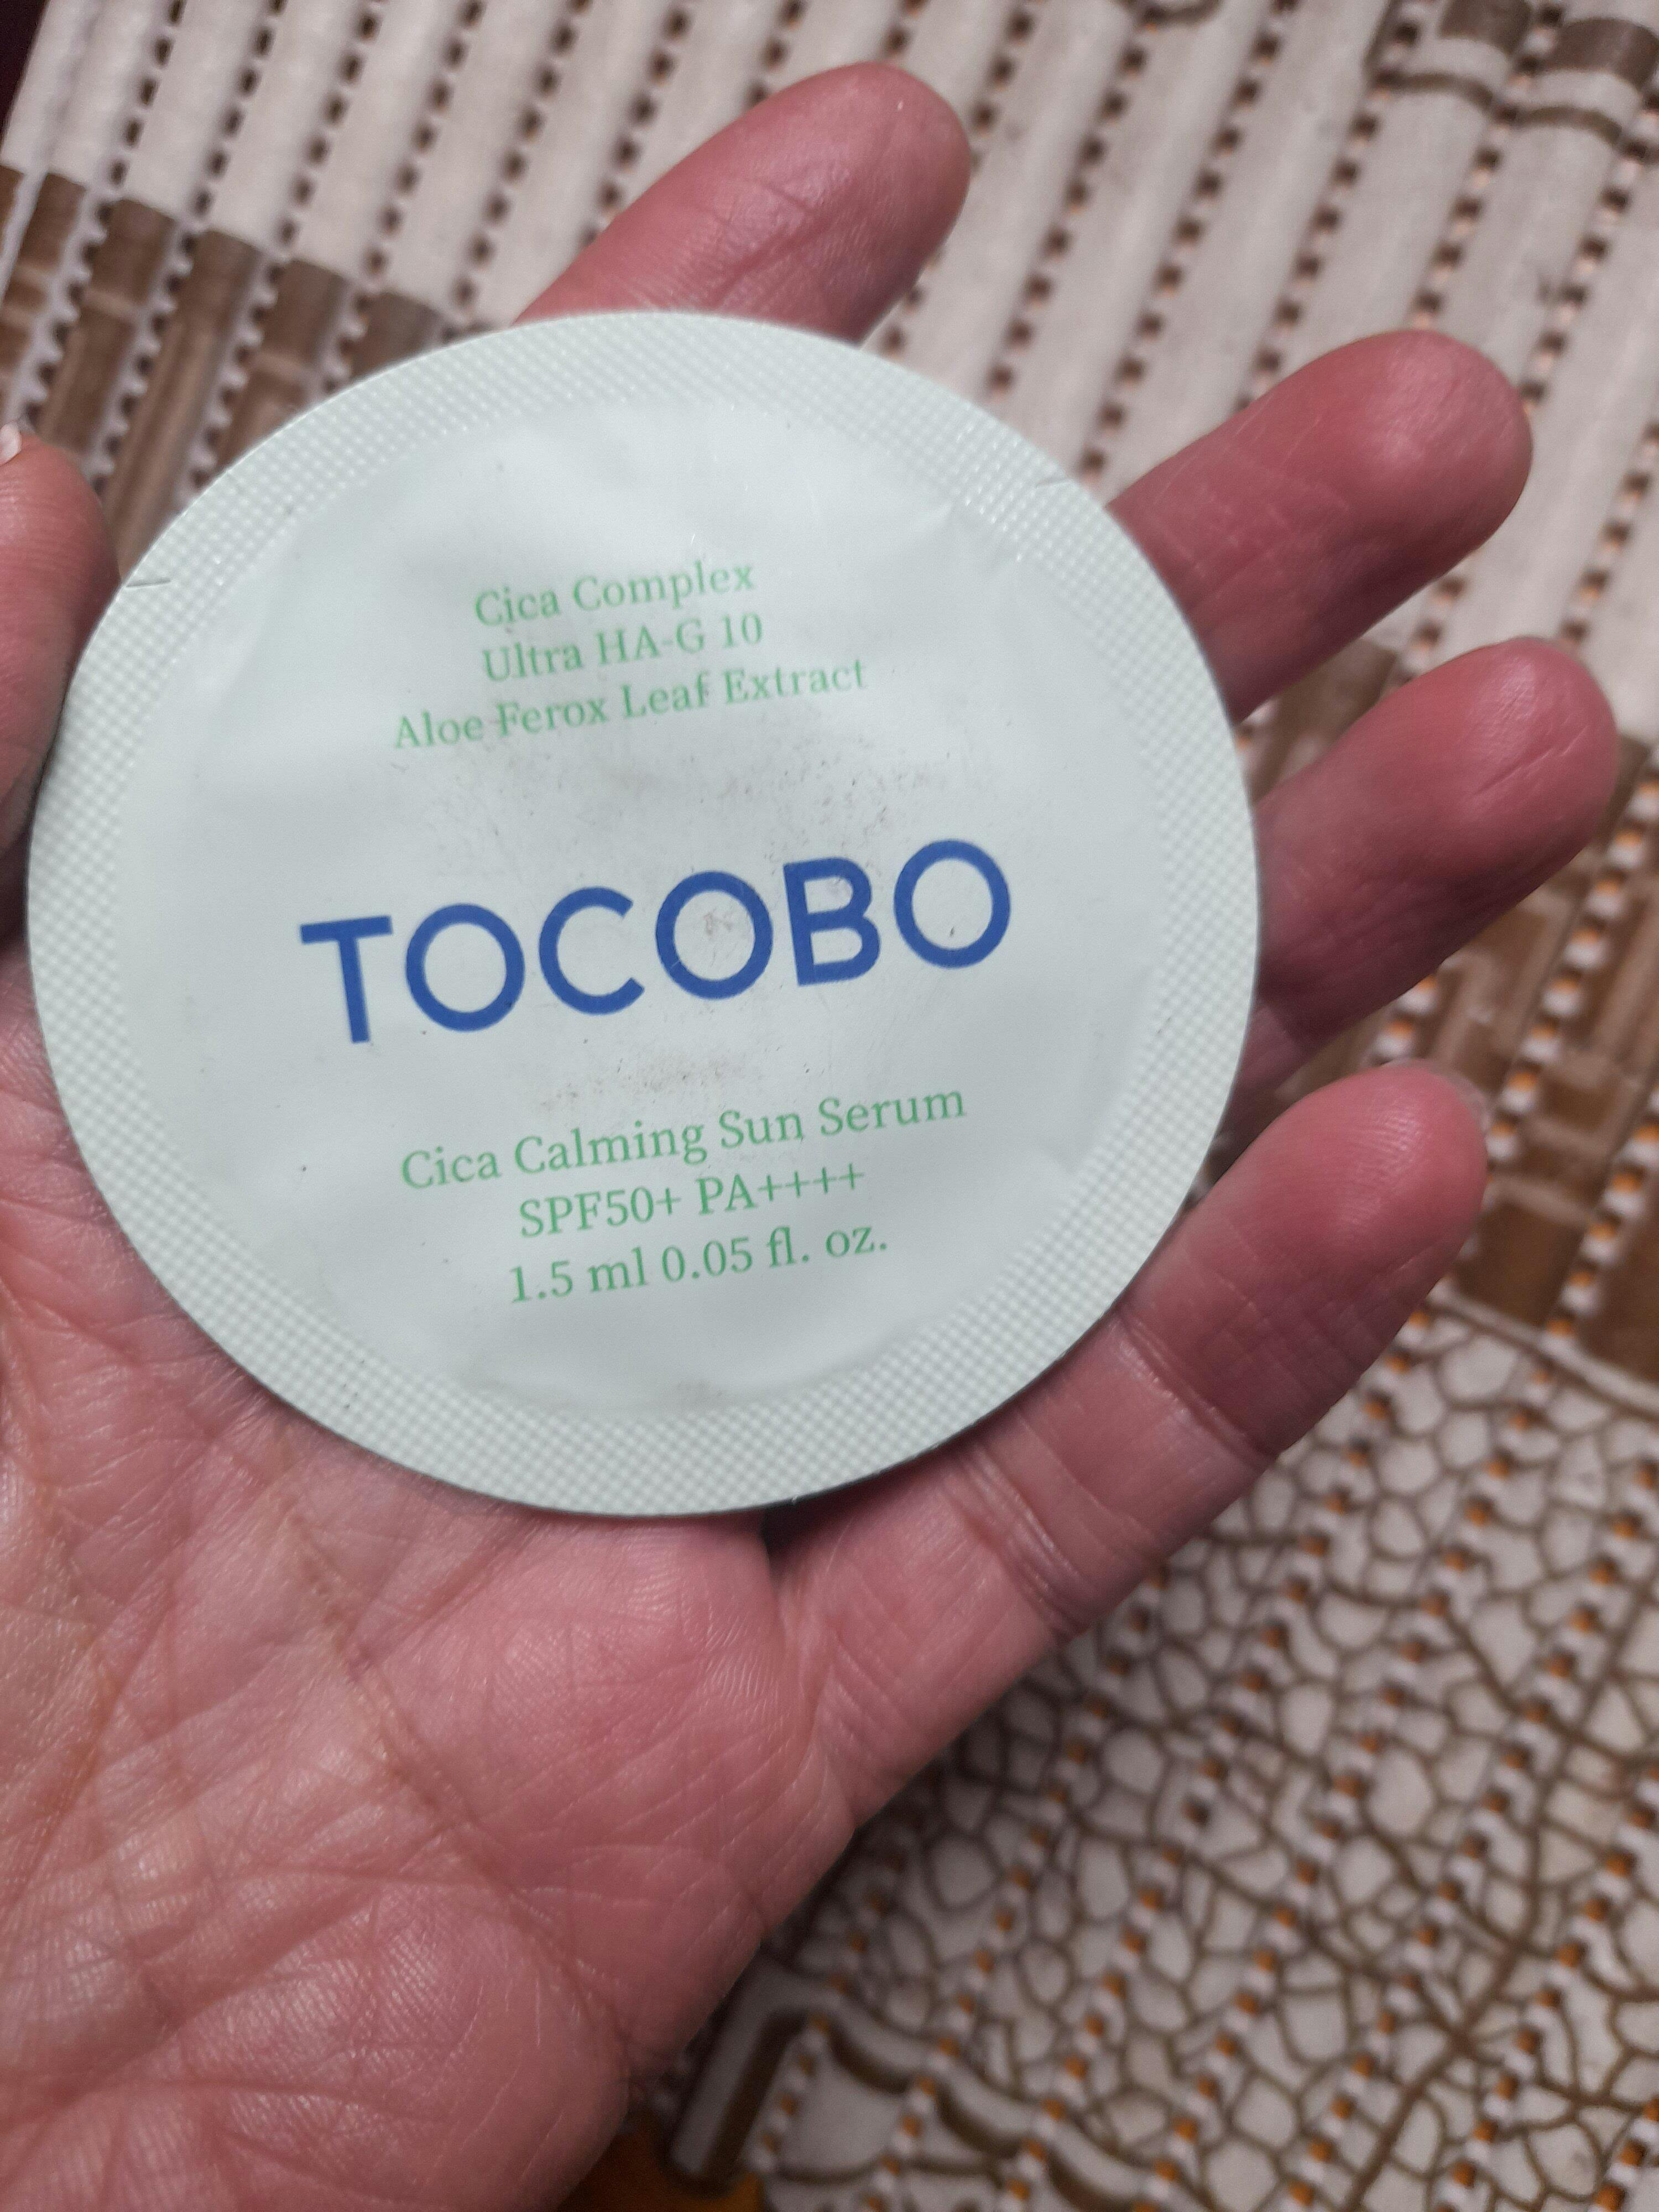 Cica Complex
Ultra HA-G 10
Aloe Ferox Leaf Extract
TOCOBO
Cica Calming Sun Serum
SPF50+ PA++++
1.5 ml 0.05 fl. oz.